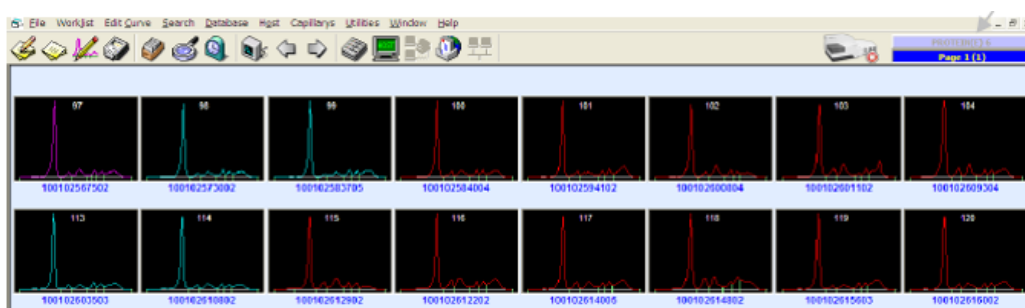 File Worklist Edit Curve Search Database Host Capillarys Utilities Window Help
PROTEIN(E) 6
Page 1 (1)
97 98 99 100 101 102 103 104
100102567502 100102573002 100102583705 100102584004 100102594102 100102600804 100102601102 100102609304
113 114 115 116 117 118 119 120
100102603503 100102610802 100102612902 100102612202 100102614005 100102614802 100102615603 100102616002